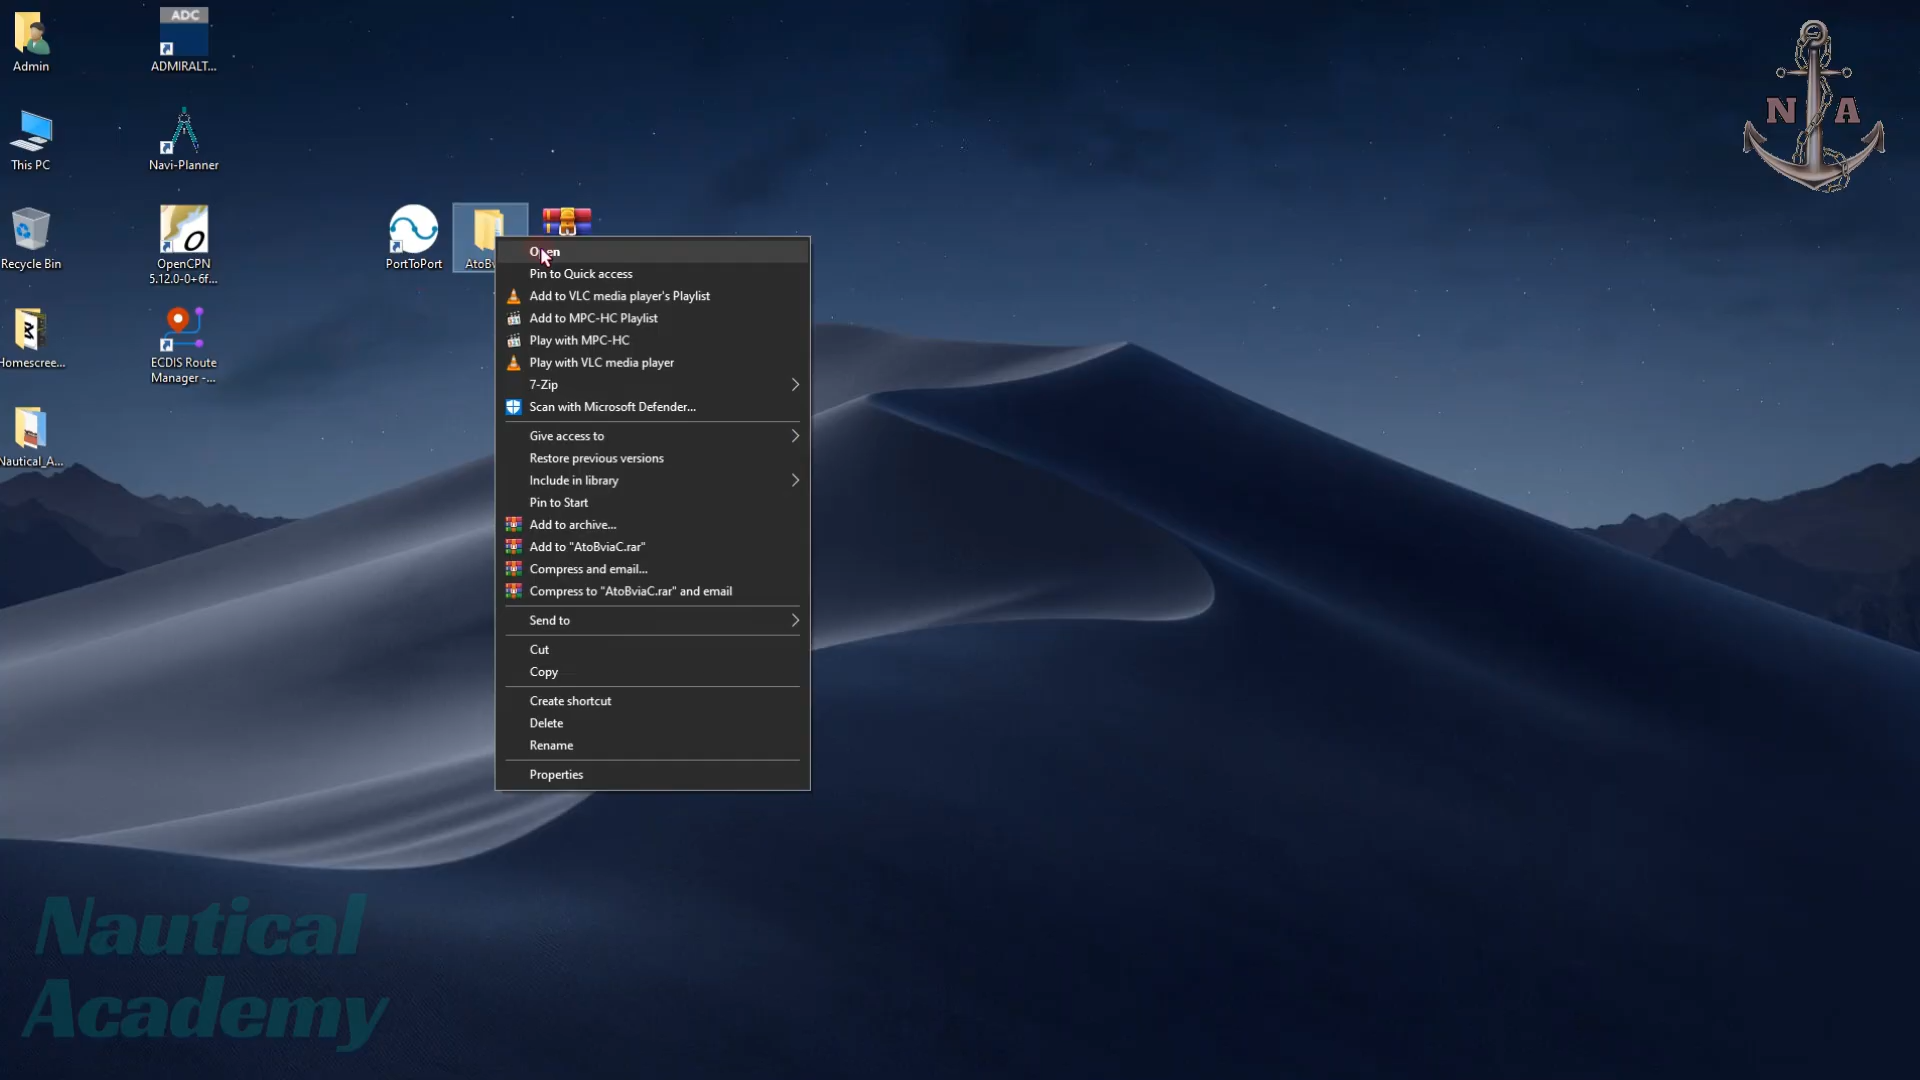 Admin
ADC
ADMIRALT...
N A
This PC
Navi-Planner
Recycle Bin
OpenCPN
5.12.0-0+6f...
PortToPort
Homescree...
ECDIS Route
Manager -...
Nautical_A...
Open
Pin to Quick access
Add to VLC media player's Playlist
Add to MPC-HC Playlist
Play with MPC-HC
Play with VLC media player
7-Zip
Scan with Microsoft Defender...
Give access to
Restore previous versions
Include in library
Pin to Start
Add to archive...
Add to "AtoBviaC.rar"
Compress and email...
Compress to "AtoBviaC.rar" and email
Send to
Cut
Copy
Create shortcut
Delete
Rename
Properties
Nautical
Academy